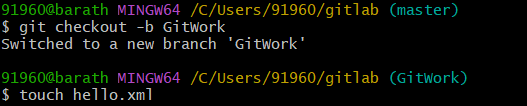 91960@barath MINGW64 /C/Users/91960/gitlab (master)
$ git checkout -b GitWork
Switched to a new branch 'GitWork'
91960@barath MINGW64 /C/Users/91960/gitlab (GitWork)
$ touch hello.xml